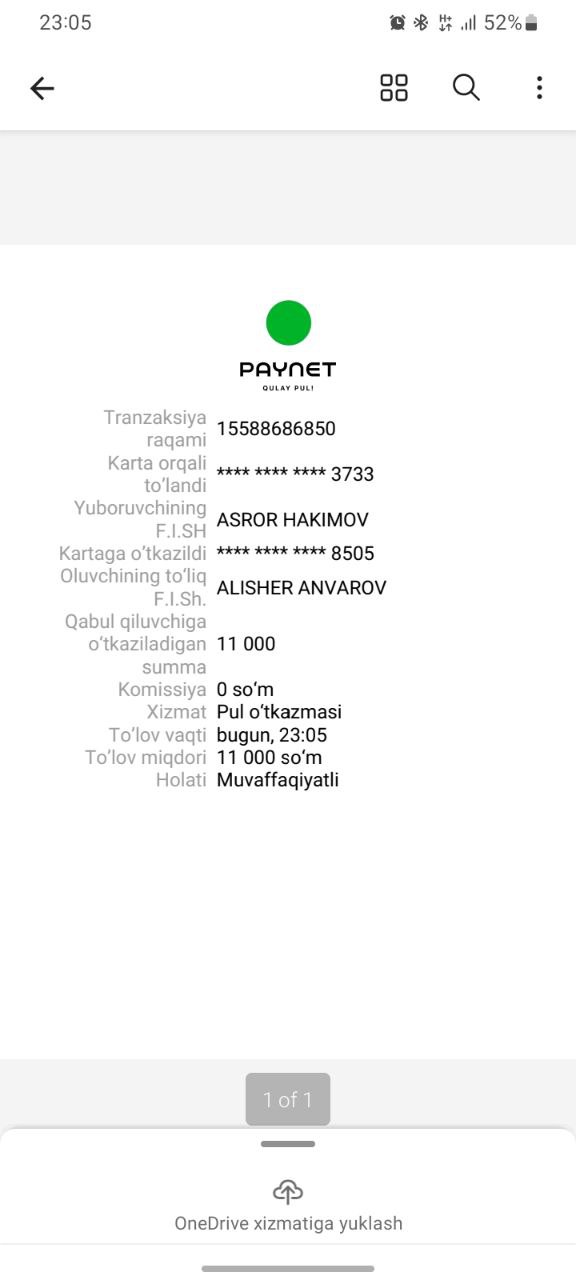 23:05
H+ 52%
PAYNET
QULAY PUL!
Tranzaksiya
raqami
15588686850
Karta orqali
to'landi
**** **** **** 3733
Yuboruvchining
F.I.SH
ASROR HAKIMOV
Kartaga o'tkazildi **** **** **** 8505
Oluvchining to'liq
F.I.Sh.
ALISHER ANVAROV
Qabul qiluvchiga
o'tkaziladigan
summa
11 000
Komissiya 0 so'm
Xizmat Pul o'tkazmasi
To'lov vaqti bugun, 23:05
To'lov miqdori 11 000 so'm
Holati Muvaffaqiyatli
1 of 1
OneDrive xizmatiga yuklash